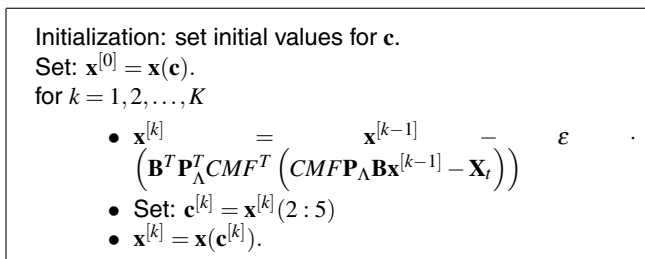 Initialization: set initial values for c.
Set: x^[0] = x(c).
for k = 1,2,...,K
• x^[k] = x^[k−1] − ε ·
(B^T P_Λ^T CMF^T (CMF P_Λ B x^[k−1] − X_t))
• Set: c^[k] = x^[k](2 : 5)
• x^[k] = x(c^[k]).